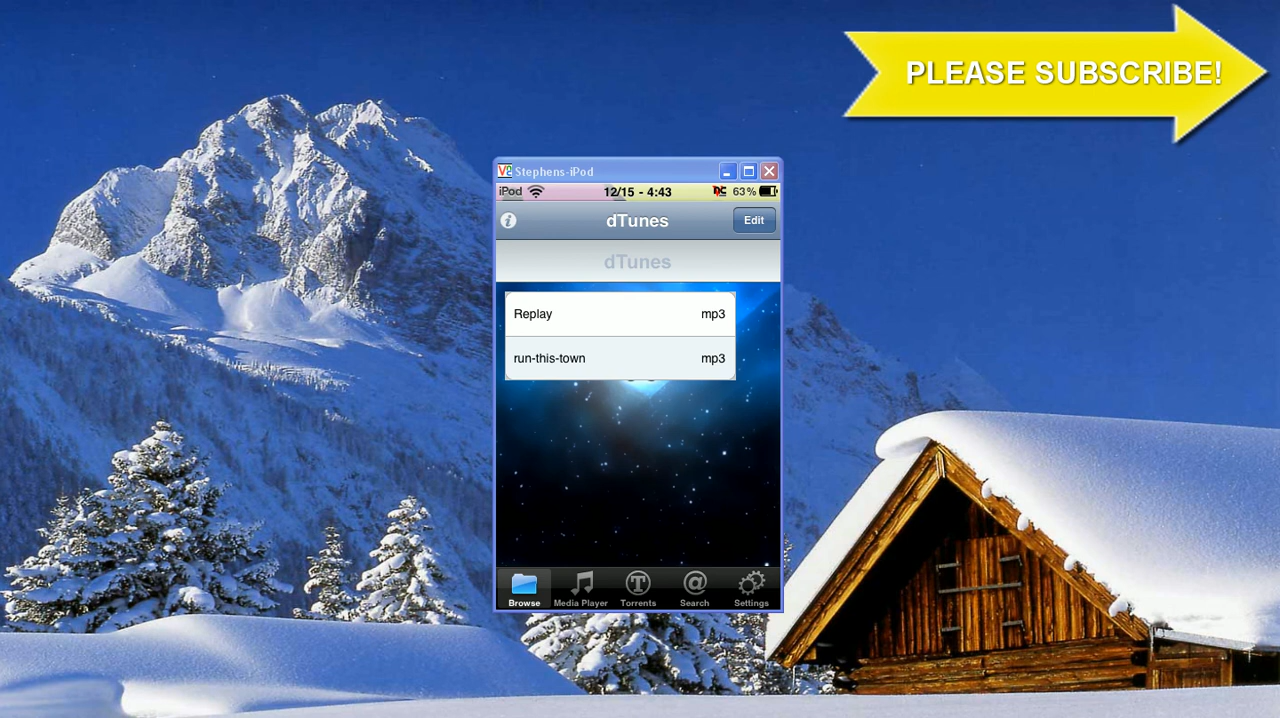 PLEASE SUBSCRIBE!
Stephens-iPod
iPod 12/15 - 4:43 63%
dTunes Edit
dTunes
Replay mp3
run-this-town mp3
Browse Media Player Torrents Search Settings